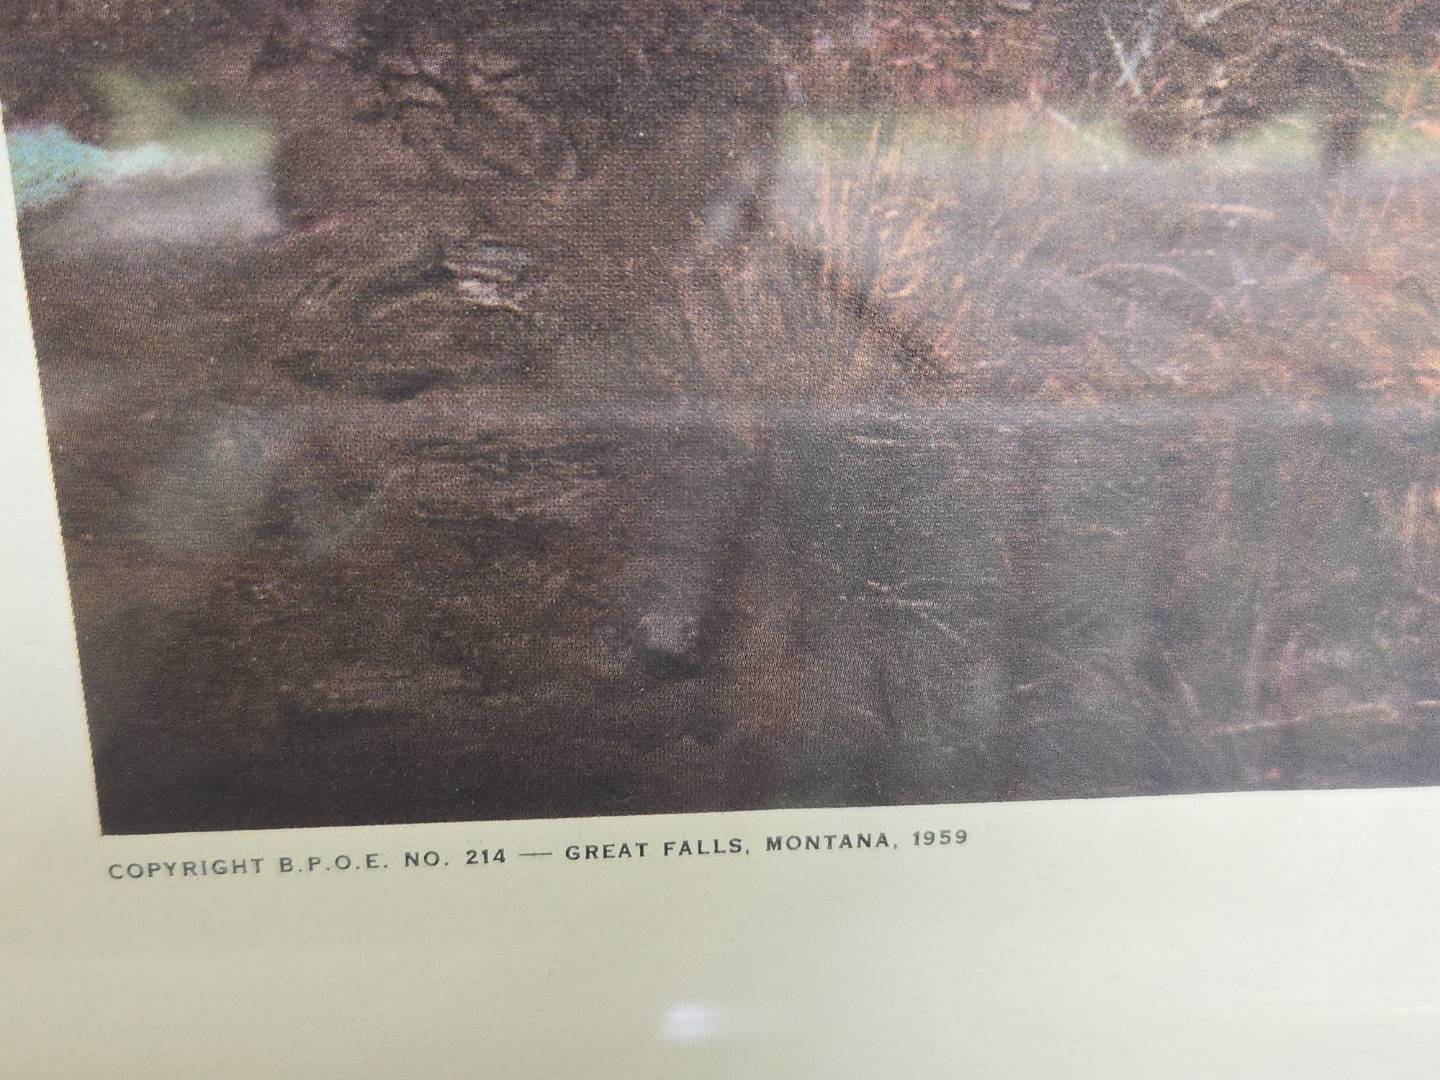 COPYRIGHT B.P.O.E. NO. 214 — GREAT FALLS, MONTANA, 1959